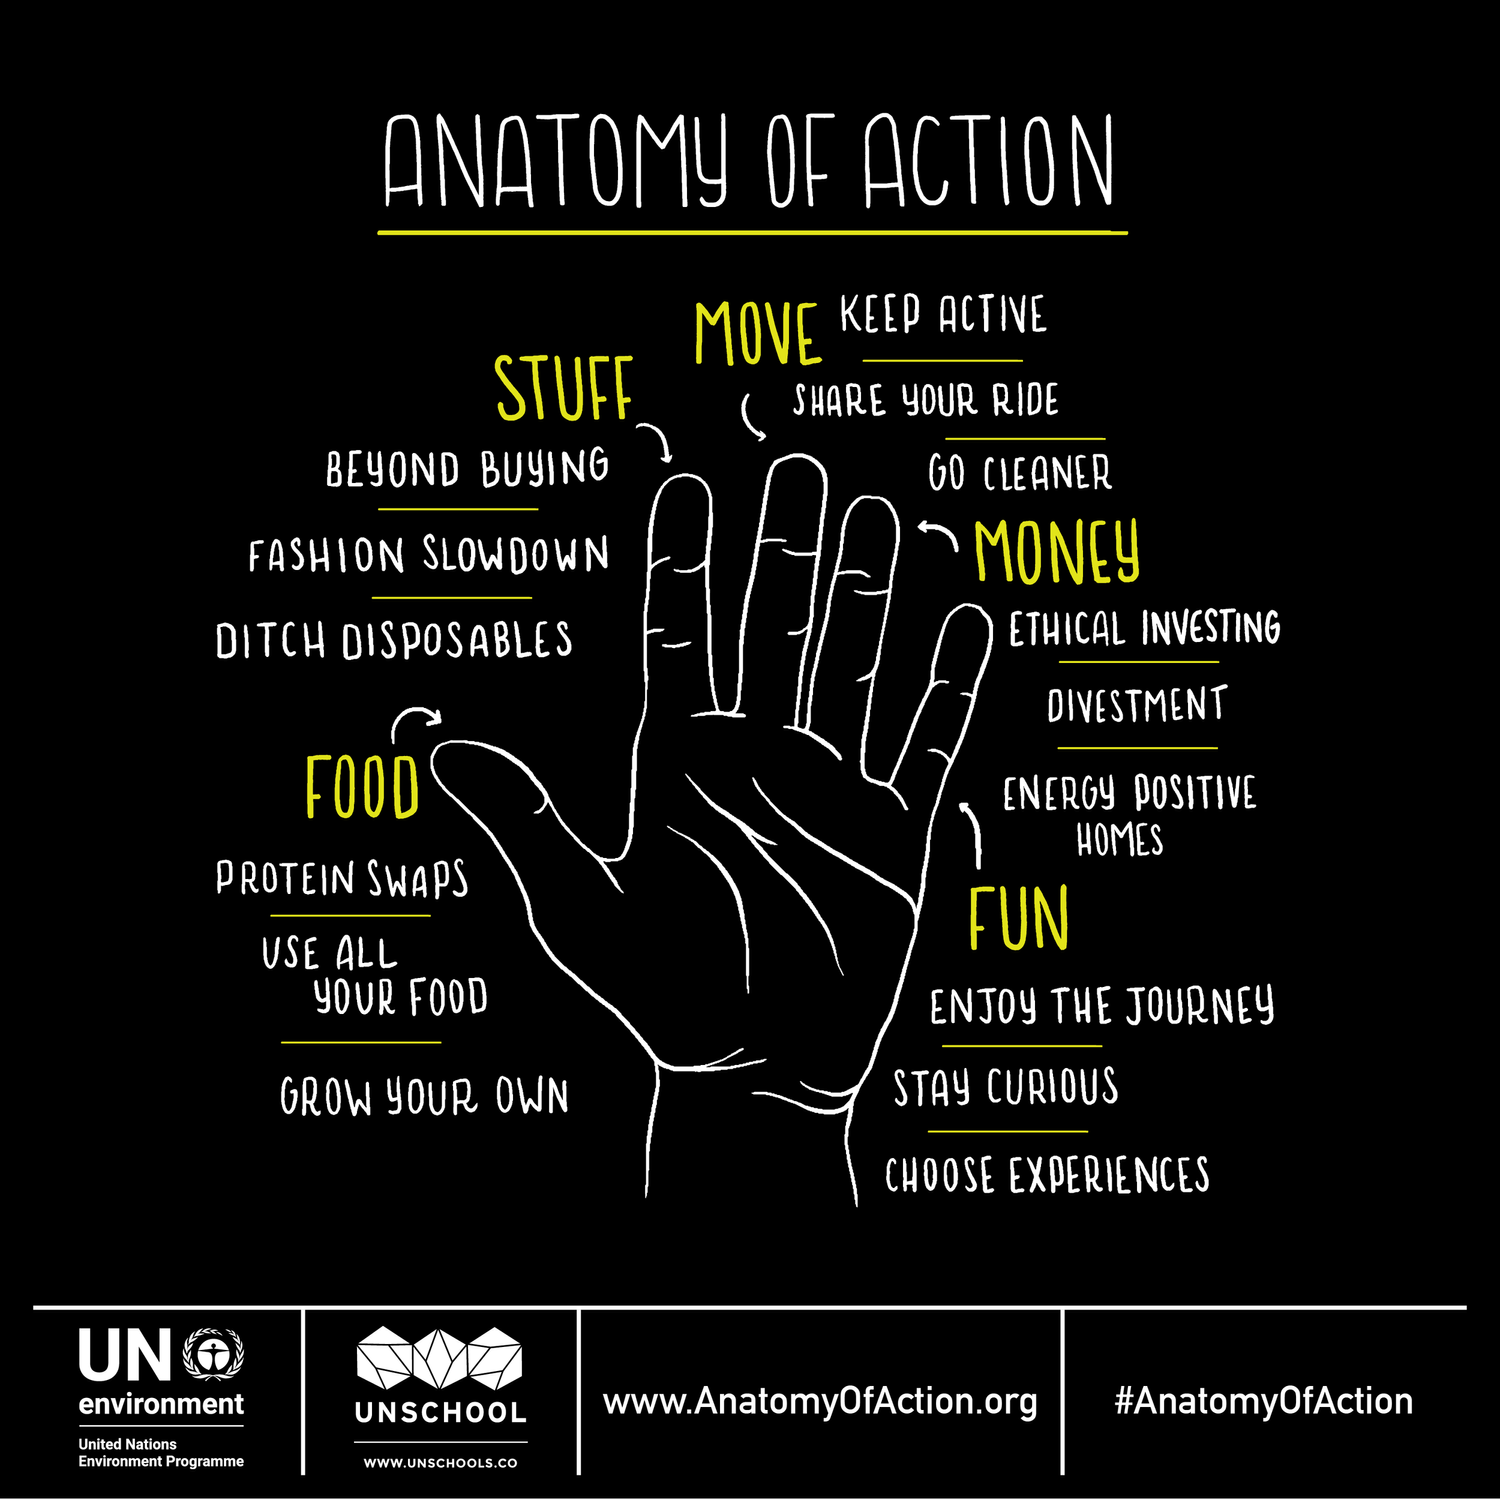 ANATOMY OF ACTION
MOVE
KEEP ACTIVE
SHARE YOUR RIDE
GO CLEANER
STUFF
BEYOND BUYING
FASHION SLOWDOWN
DITCH DISPOSABLES
MONEY
ETHICAL INVESTING
DIVESTMENT
ENERGY POSITIVE
HOMES
FOOD
PROTEIN SWAPS
USE ALL
YOUR FOOD
GROW YOUR OWN
FUN
ENJOY THE JOURNEY
STAY CURIOUS
CHOOSE EXPERIENCES
UN
environment
United Nations
Environment Programme
UNSCHOOL
WWW.UNSCHOOLS.CO
www.AnatomyOfAction.org
#AnatomyOfAction